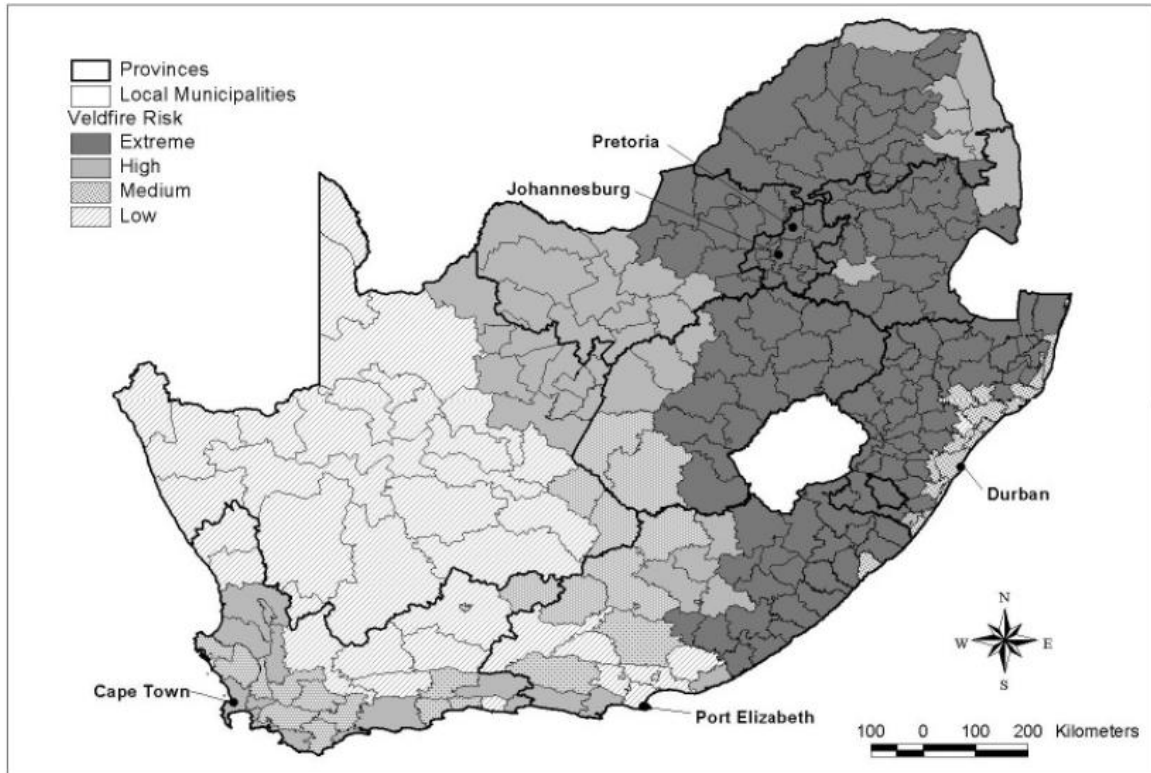 Provinces
Local Municipalities
Veldfire Risk
Extreme
High
Medium
Low
Pretoria
Johannesburg
Durban
Cape Town
Port Elizabeth
N
W E
S
100 0 100 200 Kilometers